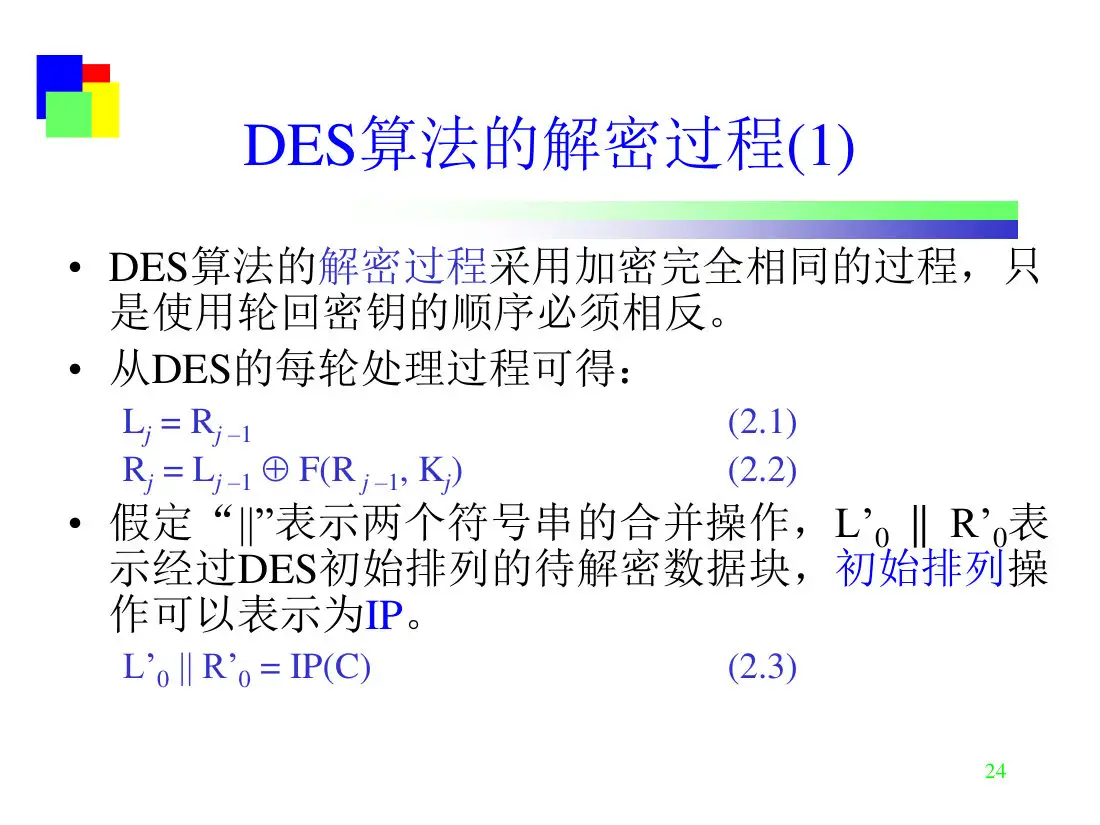 DES算法的解密过程(1)
• DES算法的解密过程采用加密完全相同的过程，只
是使用轮回密钥的顺序必须相反。
• 从DES的每轮处理过程可得：
Lj = Rj –1 (2.1)
Rj = Lj –1 ⊕ F(R j –1, Kj) (2.2)
• 假定“||”表示两个符号串的合并操作，L’0 || R’0表
示经过DES初始排列的待解密数据块，初始排列操
作可以表示为IP。
L’0 || R’0 = IP(C) (2.3)
24